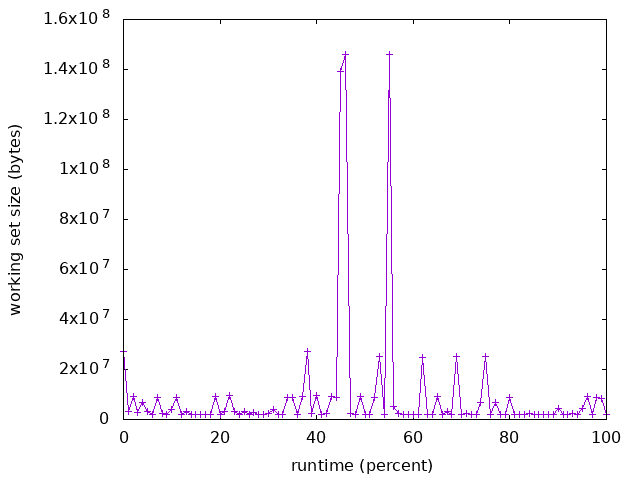 1.6x10^8
1.4x10^8
1.2x10^8
1x10^8
8x10^7
6x10^7
4x10^7
2x10^7
0
working set size (bytes)
0 20 40 60 80 100
runtime (percent)